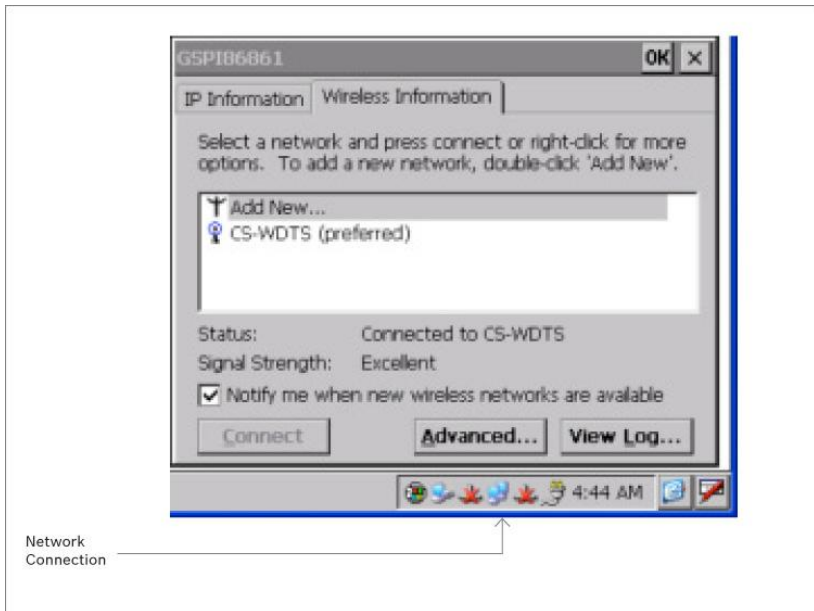 GSPI86861
OK
IP Information
Wireless Information
Select a network and press connect or right-click for more
options. To add a new network, double-click 'Add New'.
Add New...
CS-WDTS (preferred)
Status: Connected to CS-WDTS
Signal Strength: Excellent
Notify me when new wireless networks are available
Connect
Advanced...
View Log...
4:44 AM
Network
Connection